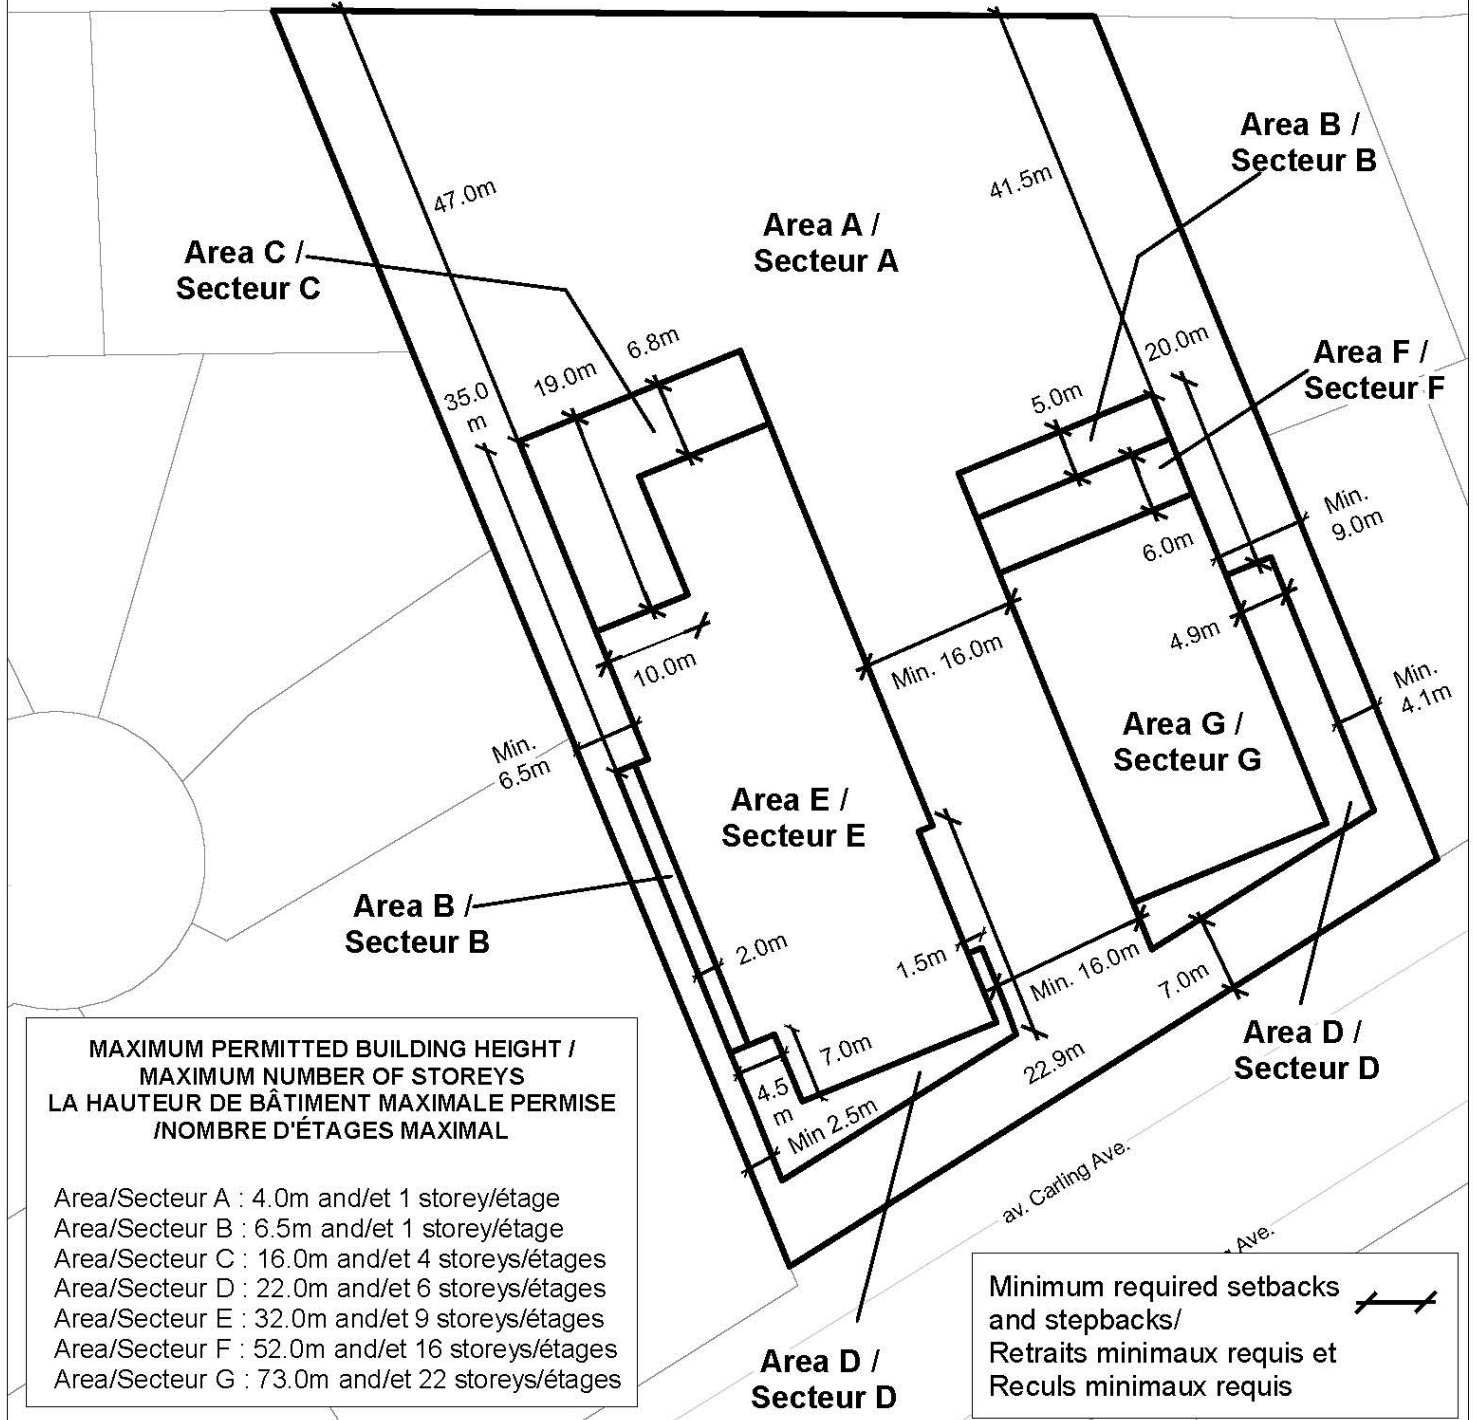 Area B /
Secteur B
47.0m
41.5m
Area A /
Secteur A
Area C /
Secteur C
6.8m
20.0m
Area F /
Secteur F
19.0m
35.0
m
5.0m
Min.
9.0m
6.0m
4.9m
10.0m
Min. 16.0m
Min.
4.1m
Min.
6.5m
Area G /
Secteur G
Area E /
Secteur E
Area B /
Secteur B
2.0m
1.5m
Min. 16.0m
7.0m
7.0m
22.9m
Area D /
Secteur D
4.5
m
Min 2.5m
av. Carling Ave.
Ave.
Area D /
Secteur D
MAXIMUM PERMITTED BUILDING HEIGHT /
MAXIMUM NUMBER OF STOREYS
LA HAUTEUR DE BÂTIMENT MAXIMALE PERMISE
/NOMBRE D'ÉTAGES MAXIMAL
Area/Secteur A : 4.0m and/et 1 storey/étage
Area/Secteur B : 6.5m and/et 1 storey/étage
Area/Secteur C : 16.0m and/et 4 storeys/étages
Area/Secteur D : 22.0m and/et 6 storeys/étages
Area/Secteur E : 32.0m and/et 9 storeys/étages
Area/Secteur F : 52.0m and/et 16 storeys/étages
Area/Secteur G : 73.0m and/et 22 storeys/étages
Minimum required setbacks
and stepbacks/
Retraits minimaux requis et
Reculs minimaux requis